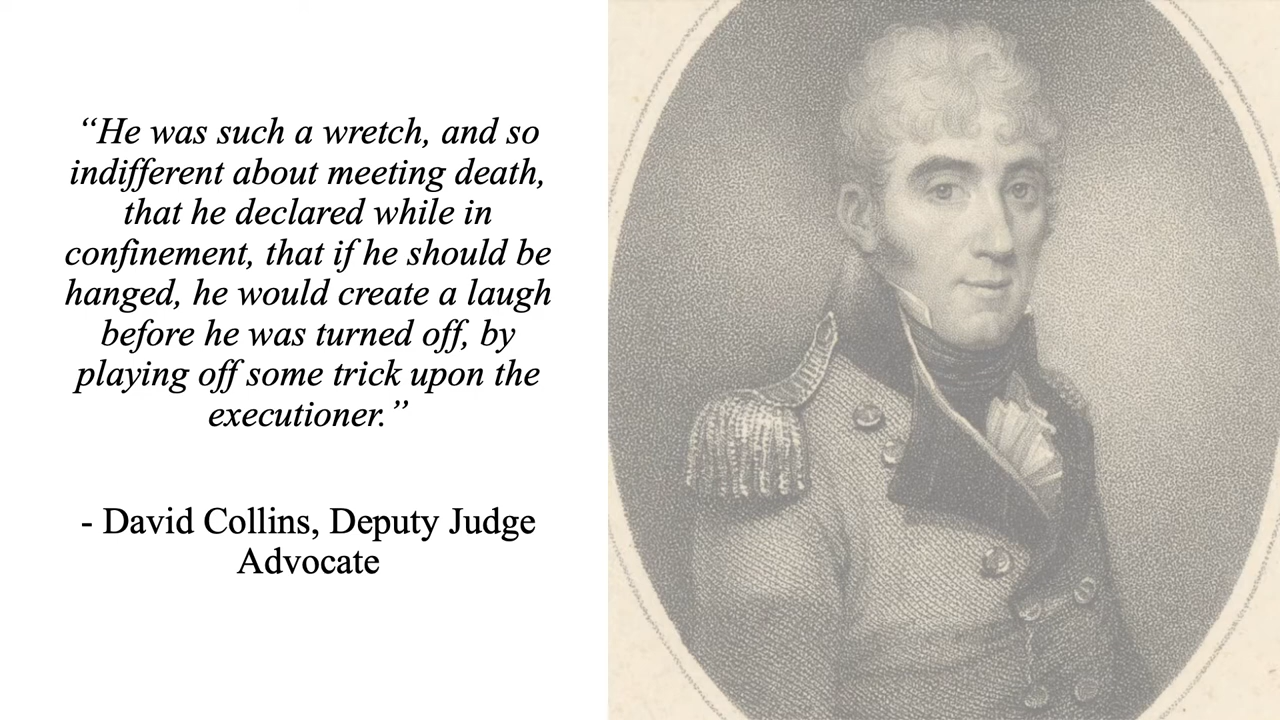 “He was such a wretch, and so
indifferent about meeting death,
that he declared while in
confinement, that if he should be
hanged, he would create a laugh
before he was turned off, by
playing off some trick upon the
executioner.”
- David Collins, Deputy Judge
Advocate